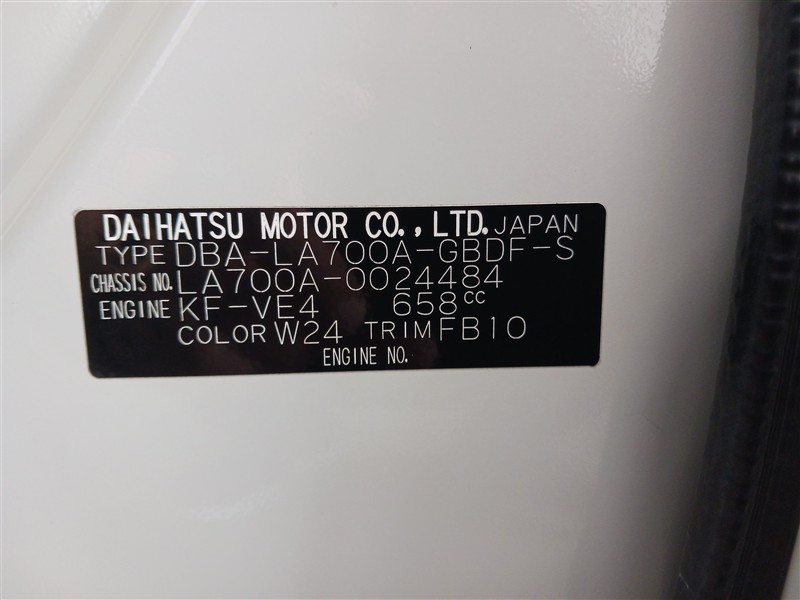 DAIHATSU MOTOR CO., LTD. JAPAN
TYPE DBA-LA700A-GBDF-S
CHASSIS NO. LA700A-0024484
ENGINE KF-VE4 658cc
COLOR W24 TRIM FB10
ENGINE NO.